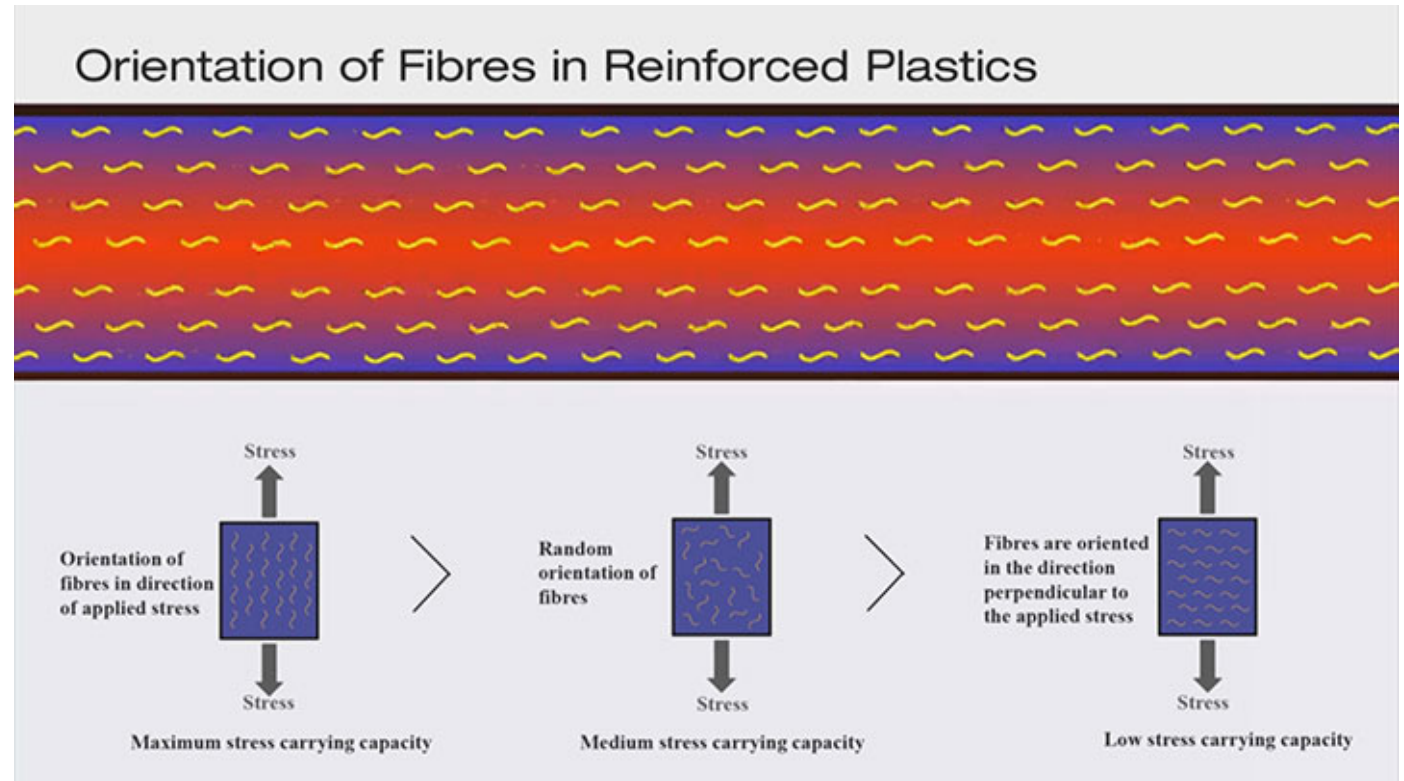 Orientation of Fibres in Reinforced Plastics
Stress
Orientation of
fibres in direction
of applied stress
Stress
Maximum stress carrying capacity
Stress
Random
orientation of
fibres
Stress
Medium stress carrying capacity
Stress
Fibres are oriented
in the direction
perpendicular to
the applied stress
Stress
Low stress carrying capacity